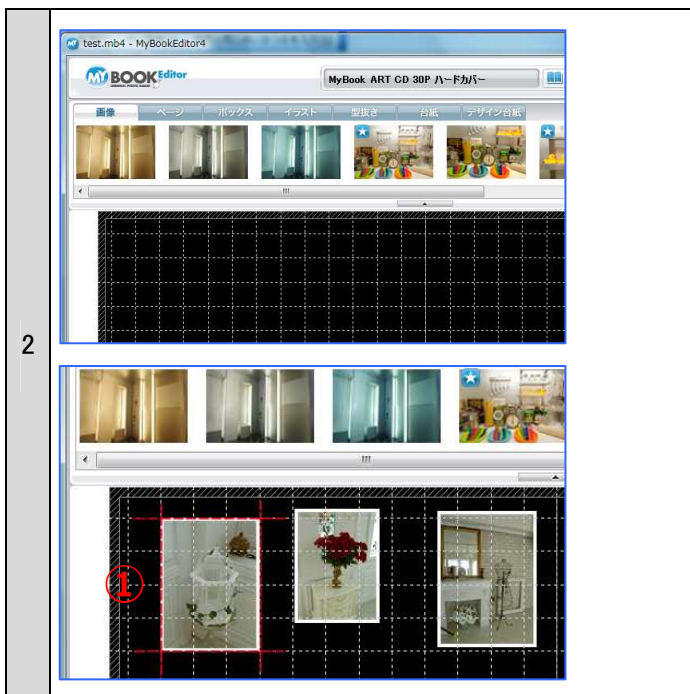 test.mb4 - MyBookEditor4
MY BOOK Editor
MyBook ART CD 30P ハードカバー
画像 ページ ボックス イラスト 型抜き 台紙 デザイン台紙
2
①